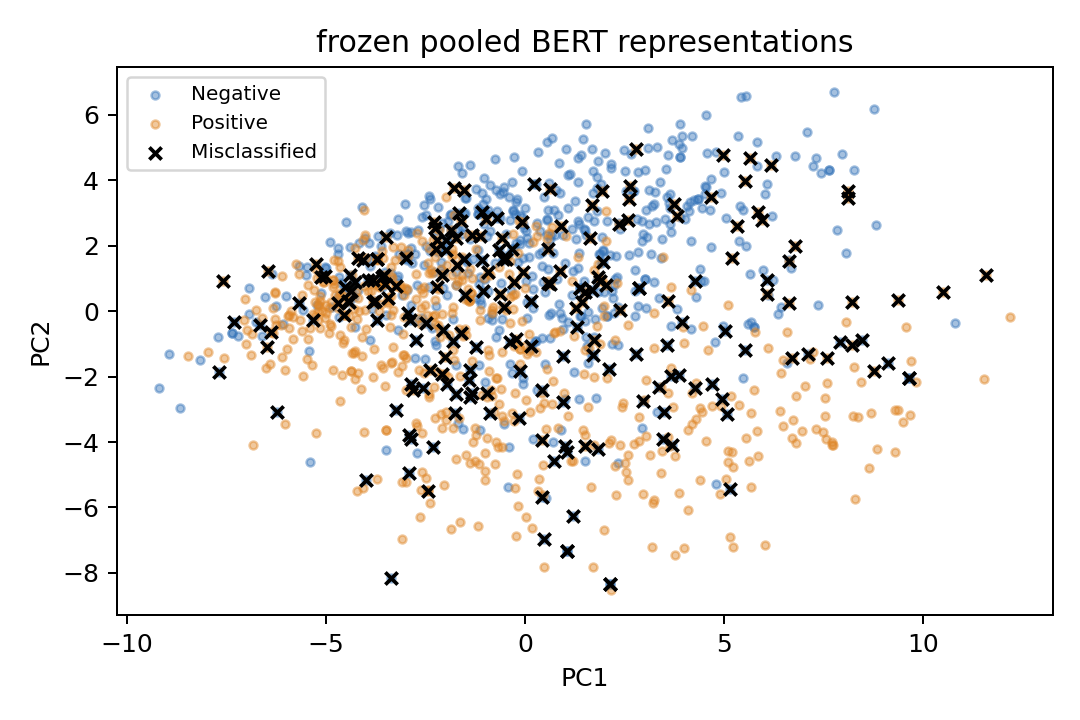 frozen pooled BERT representations
Negative
Positive
Misclassified
6
4
2
0
−2
−4
−6
−8
PC2
−10 −5 0 5 10
PC1